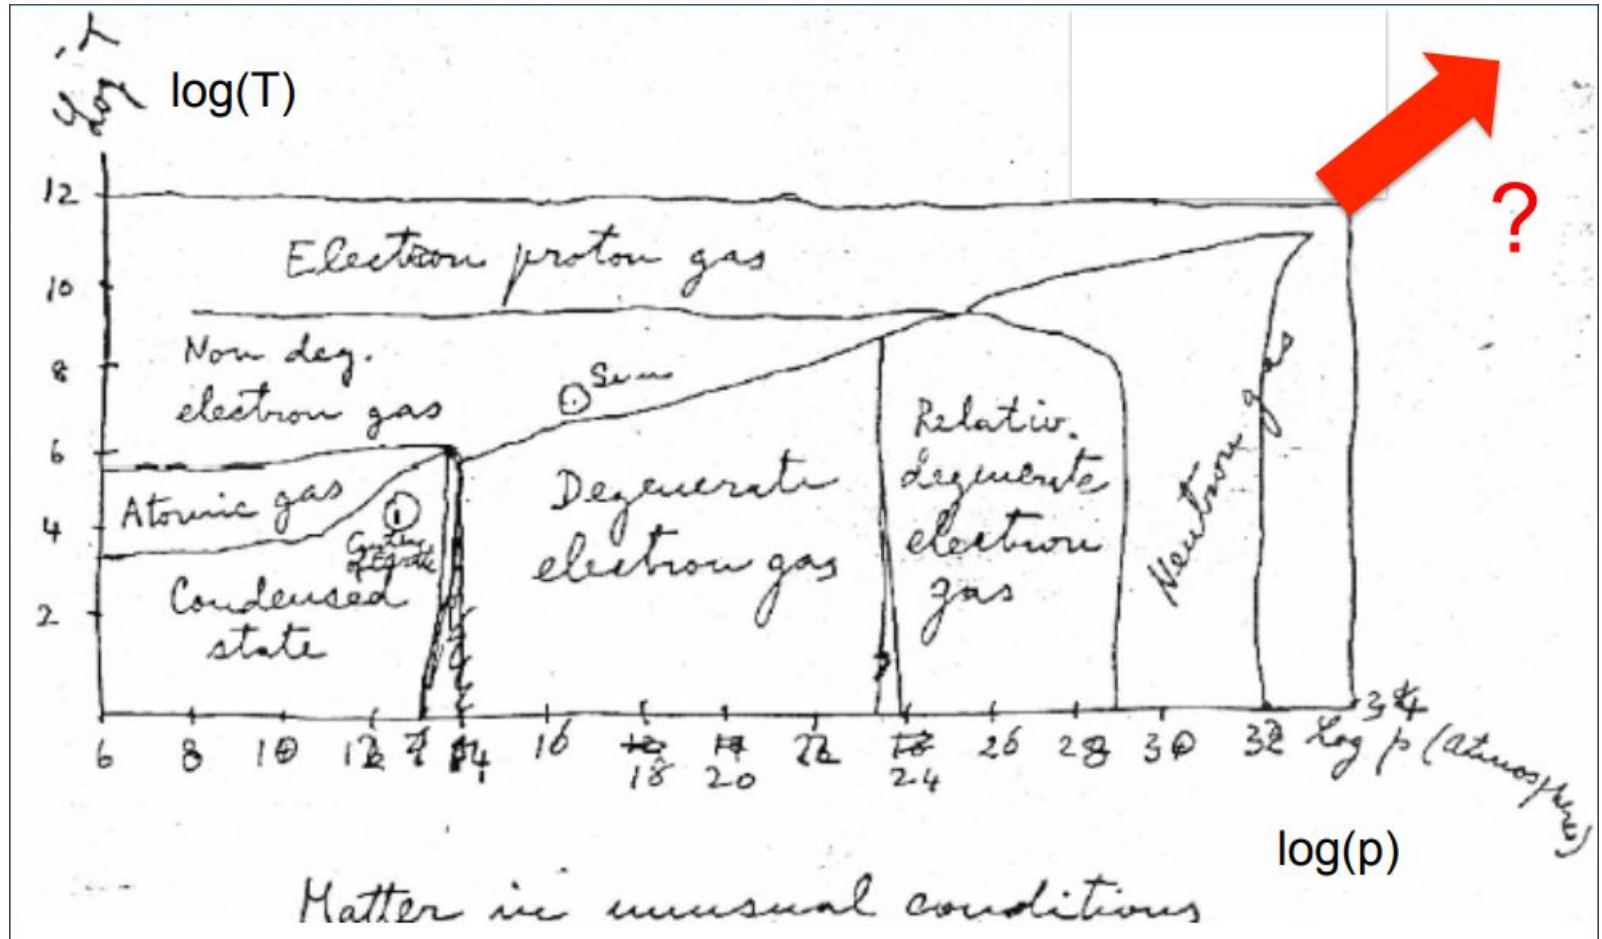 Log T
log(T)
12
10
8
6
4
2
Electron proton gas
Non deg.
electron gas
Sun
Atomic gas
Condensed
state
Degenerate
electron gas
Relativ.
degenerate
electron
gas
Neutron gas
?
6 8 10 12 14 16 18 20 22 24 26 28 30 32 34
Log p (atmospheres)
log(p)
Matter in unusual conditions